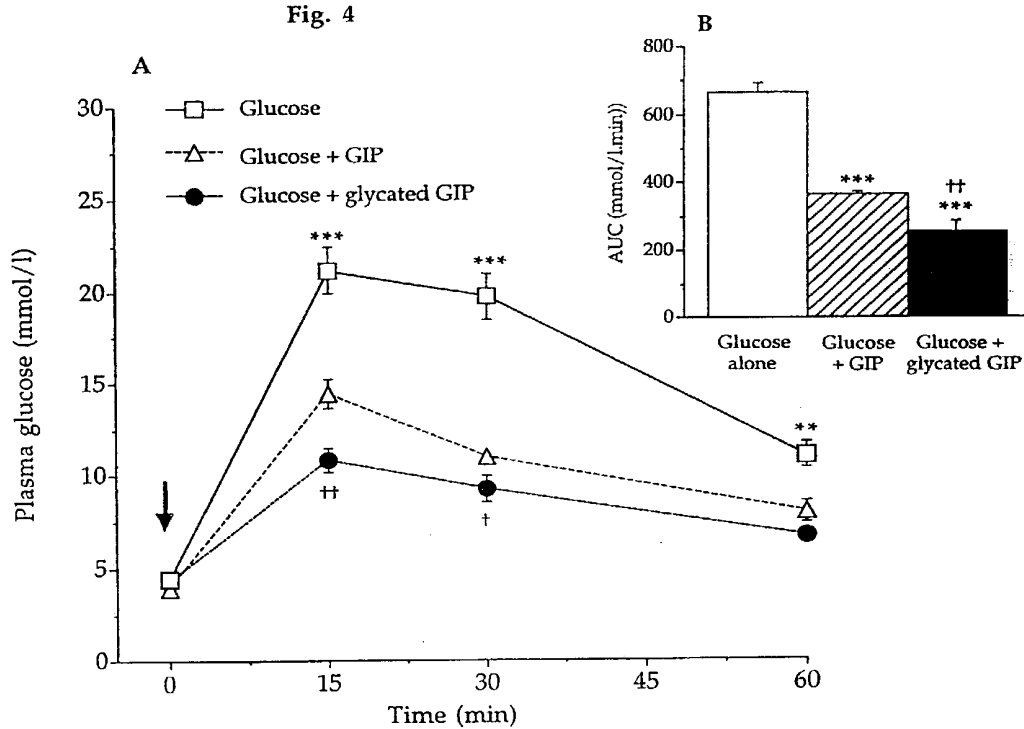 Fig. 4
A
Glucose
Glucose + GIP
Glucose + glycated GIP
30
25
20
15
10
5
0
Plasma glucose (mmol/l)
***
***
**
††
†
0
15
30
45
60
Time (min)
B
800
600
400
200
0
AUC (mmol/l.min))
***
††
***
Glucose
alone
Glucose
+ GIP
Glucose +
glycated GIP